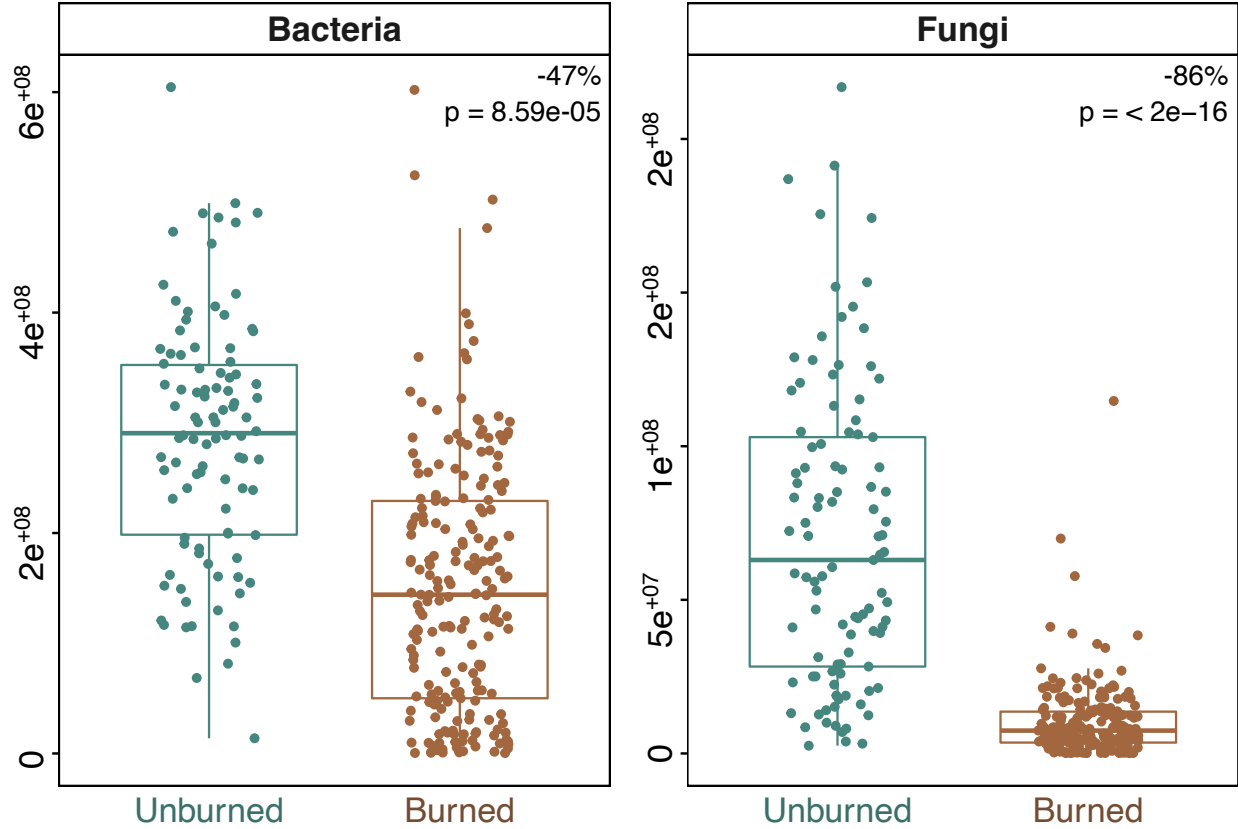 Bacteria
-47%
p = 8.59e-05
6e+08
4e+08
2e+08
0
Unburned
Burned
Fungi
-86%
p = < 2e−16
2e+08
2e+08
1e+08
5e+07
0
Unburned
Burned